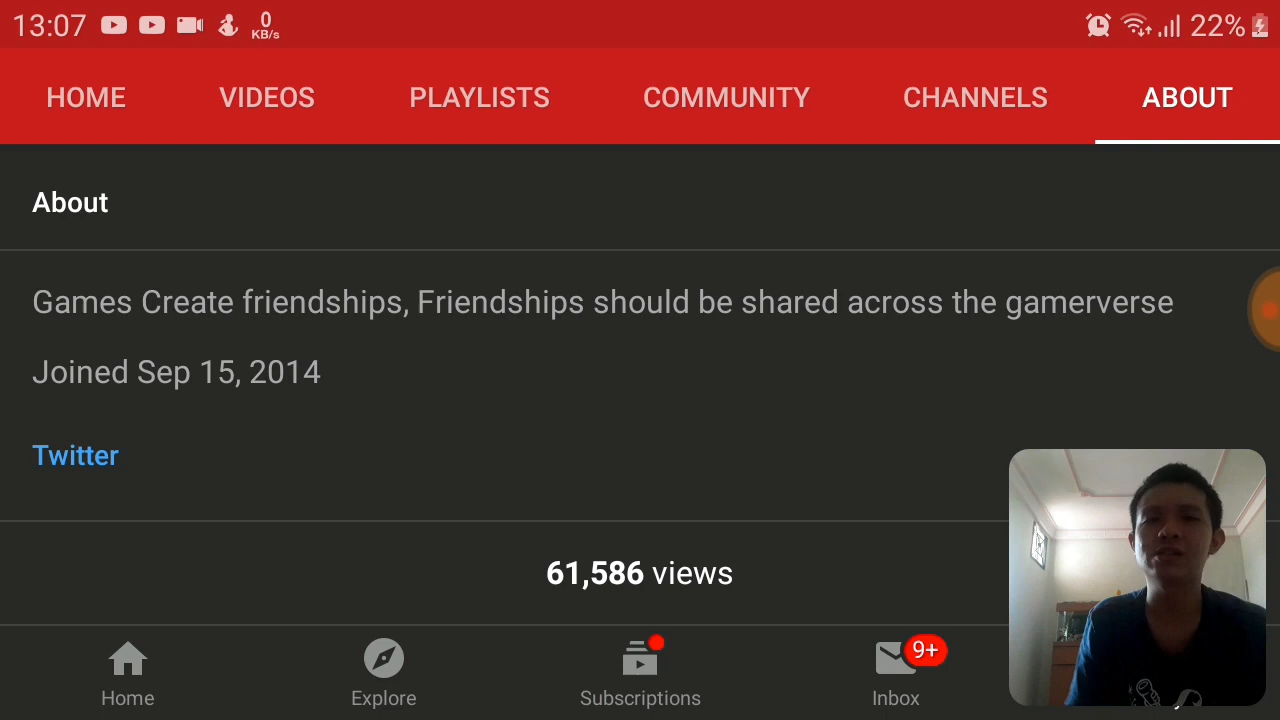 13:07 0 KB/s 22%
HOME VIDEOS PLAYLISTS COMMUNITY CHANNELS ABOUT
About
Games Create friendships, Friendships should be shared across the gamerverse
Joined Sep 15, 2014
Twitter
61,586 views
9+
Home Explore Subscriptions Inbox